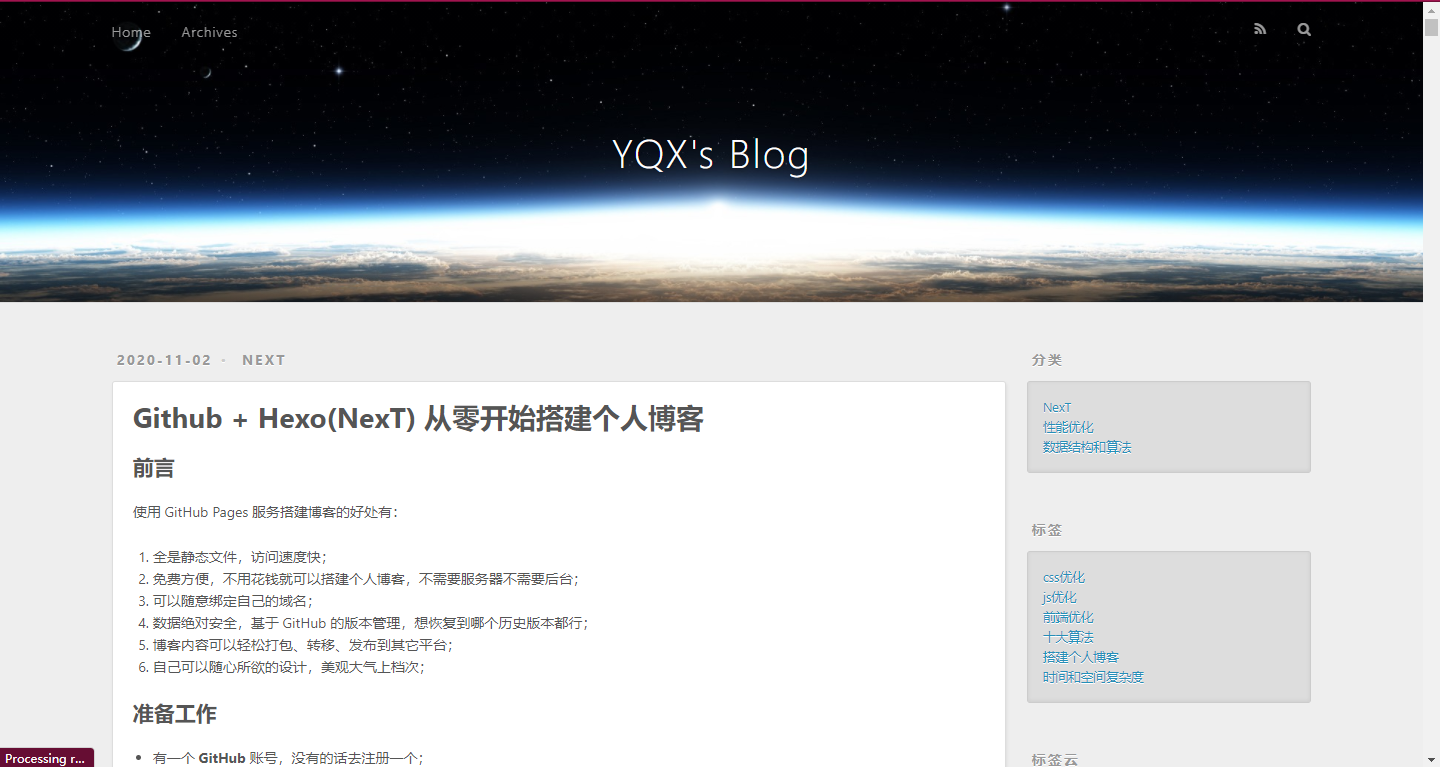 Home
Archives
YQX's Blog
2020-11-02 · NEXT
Github + Hexo(NexT) 从零开始搭建个人博客
前言
使用 GitHub Pages 服务搭建博客的好处有：
1. 全是静态文件，访问速度快；
2. 免费方便，不用花钱就可以搭建个人博客，不需要服务器不需要后台；
3. 可以随意绑定自己的域名；
4. 数据绝对安全，基于 GitHub 的版本管理，想恢复到哪个历史版本都行；
5. 博客内容可以轻松打包、转移、发布到其它平台；
6. 自己可以随心所欲的设计，美观大气上档次；
准备工作
• 有一个 GitHub 账号，没有的话去注册一个；
分类
NexT
性能优化
数据结构和算法
标签
css优化
js优化
前端优化
十大算法
搭建个人博客
时间和空间复杂度
标签云
Processing r...